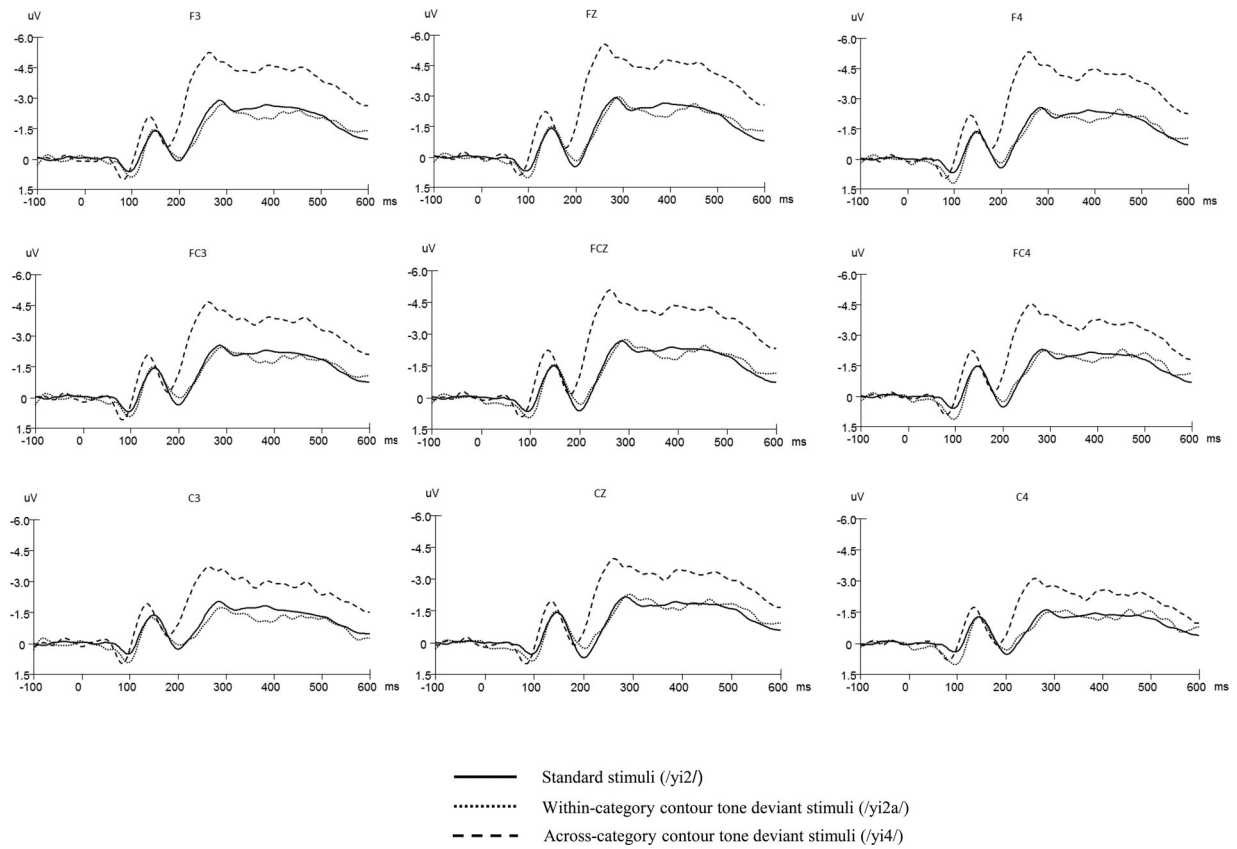 uV F3
-6.0
-4.5
-3.0
-1.5
0
1.5
-100 0 100 200 300 400 500 600 ms
uV FZ
-6.0
-4.5
-3.0
-1.5
0
1.5
-100 0 100 200 300 400 500 600 ms
uV F4
-6.0
-4.5
-3.0
-1.5
0
1.5
-100 0 100 200 300 400 500 600 ms
uV FC3
-6.0
-4.5
-3.0
-1.5
0
1.5
-100 0 100 200 300 400 500 600 ms
uV FCZ
-6.0
-4.5
-3.0
-1.5
0
1.5
-100 0 100 200 300 400 500 600 ms
uV FC4
-6.0
-4.5
-3.0
-1.5
0
1.5
-100 0 100 200 300 400 500 600 ms
uV C3
-6.0
-4.5
-3.0
-1.5
0
1.5
-100 0 100 200 300 400 500 600 ms
uV CZ
-6.0
-4.5
-3.0
-1.5
0
1.5
-100 0 100 200 300 400 500 600 ms
uV C4
-6.0
-4.5
-3.0
-1.5
0
1.5
-100 0 100 200 300 400 500 600 ms
Standard stimuli (/yi2/)
Within-category contour tone deviant stimuli (/yi2a/)
Across-category contour tone deviant stimuli (/yi4/)